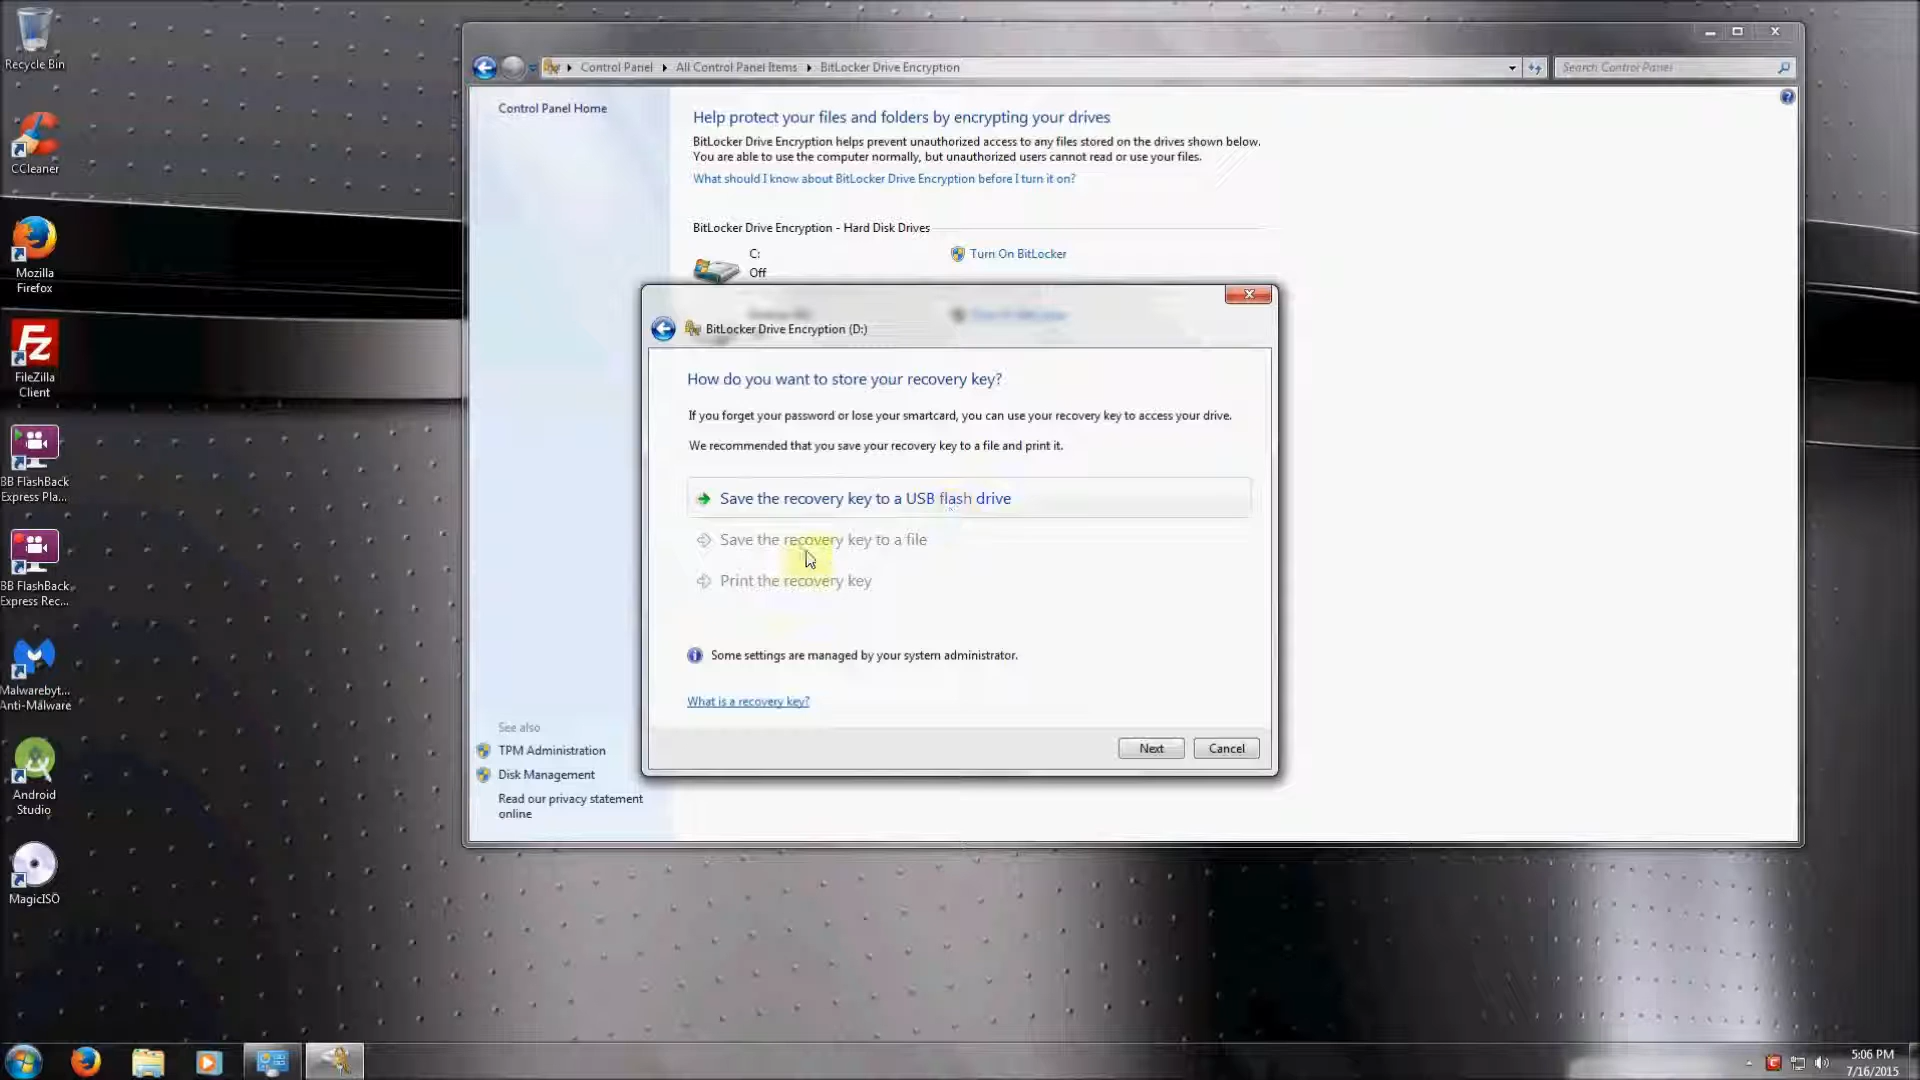 Recycle Bin
CCleaner
Mozilla
Firefox
FileZilla
Client
BB FlashBack
Express Pla...
BB FlashBack
Express Rec...
Malwarebyt...
Anti-Malware
Android
Studio
MagicISO
Control Panel
All Control Panel Items
BitLocker Drive Encryption
Search Control Panel
Control Panel Home
Help protect your files and folders by encrypting your drives
BitLocker Drive Encryption helps prevent unauthorized access to any files stored on the drives shown below.
You are able to use the computer normally, but unauthorized users cannot read or use your files.
What should I know about BitLocker Drive Encryption before I turn it on?
BitLocker Drive Encryption - Hard Disk Drives
C:
Off
Turn On BitLocker
BitLocker Drive Encryption (D:)
How do you want to store your recovery key?
If you forget your password or lose your smartcard, you can use your recovery key to access your drive.
We recommended that you save your recovery key to a file and print it.
Save the recovery key to a USB flash drive
Save the recovery key to a file
Print the recovery key
Some settings are managed by your system administrator.
What is a recovery key?
Next
Cancel
See also
TPM Administration
Disk Management
Read our privacy statement
online
5:06 PM
7/16/2015